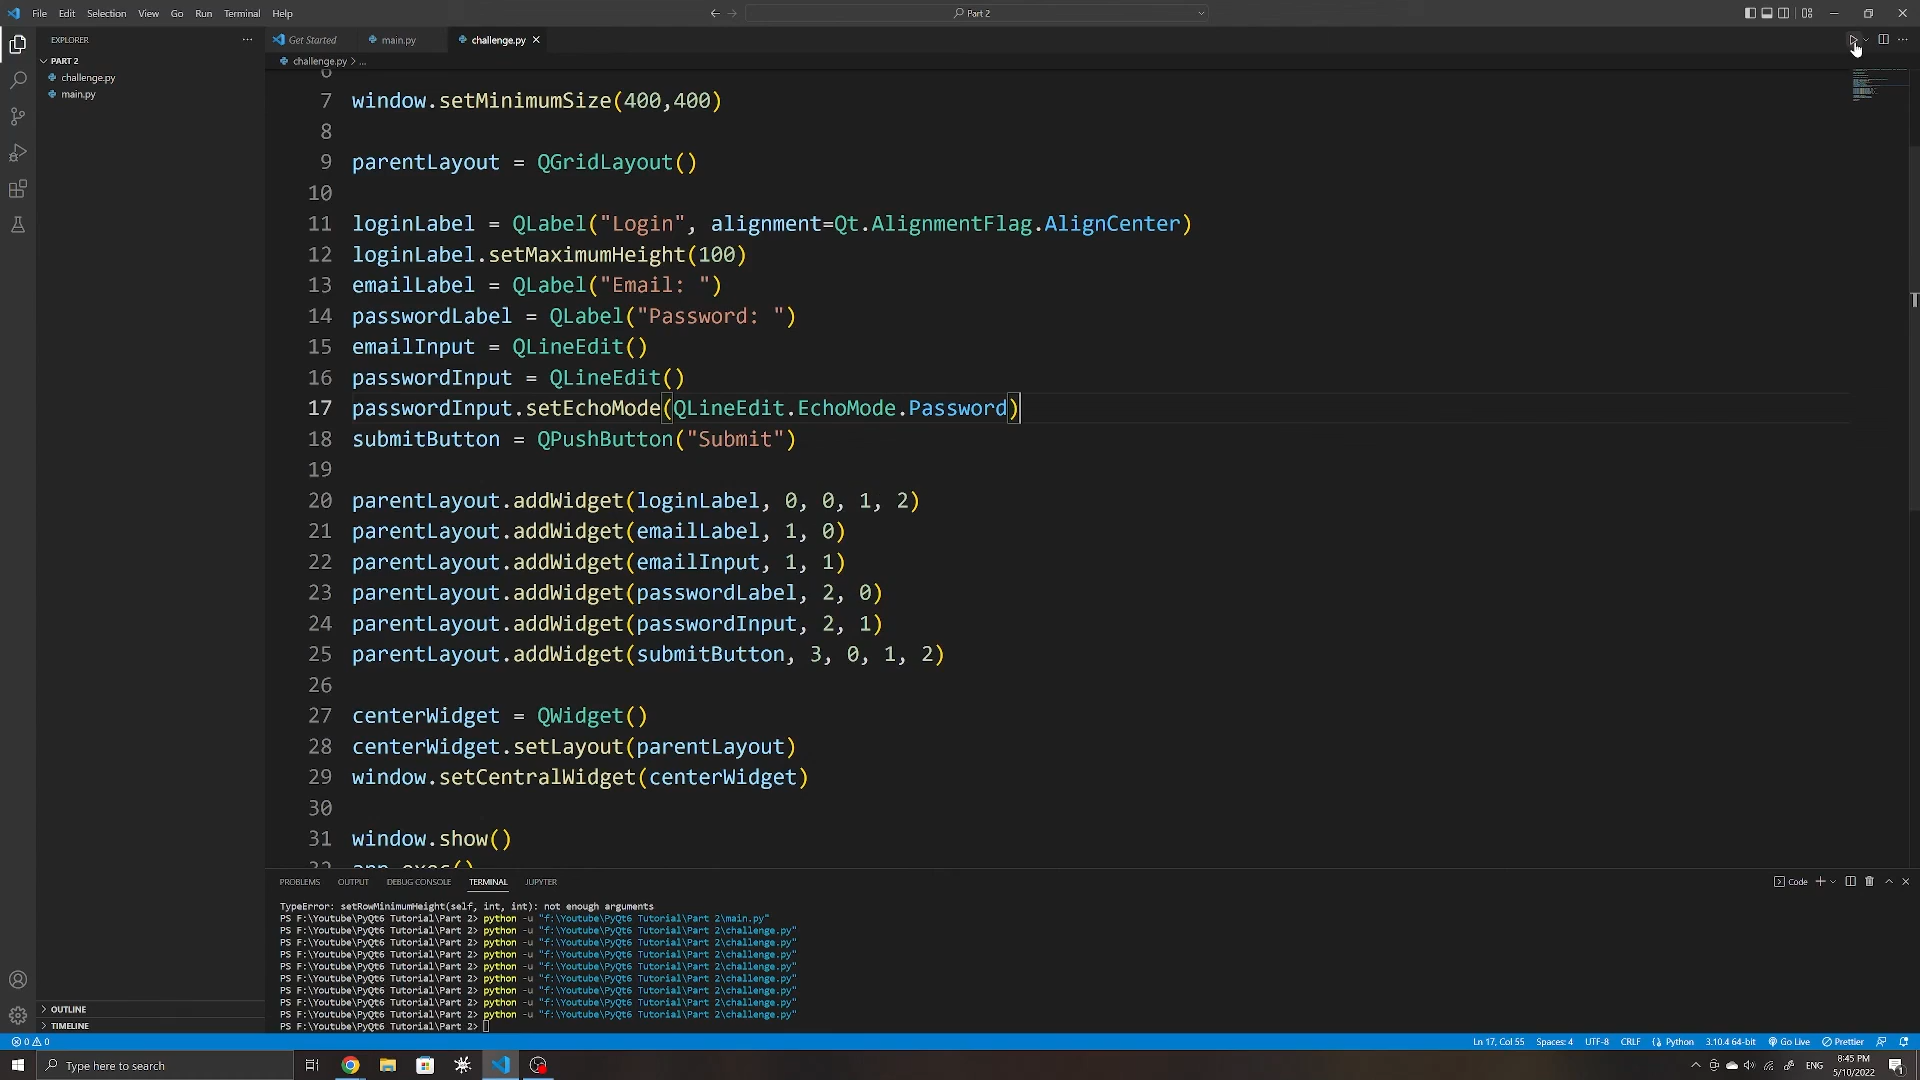 File Edit Selection View Go Run Terminal Help
Part 2
EXPLORER
PART 2
challenge.py
main.py
OUTLINE
TIMELINE
Get Started
main.py
challenge.py
challenge.py > ...
6
7 window.setMinimumSize(400,400)
8
9 parentLayout = QGridLayout()
10
11 loginLabel = QLabel("Login", alignment=Qt.AlignmentFlag.AlignCenter)
12 loginLabel.setMaximumHeight(100)
13 emailLabel = QLabel("Email: ")
14 passwordLabel = QLabel("Password: ")
15 emailInput = QLineEdit()
16 passwordInput = QLineEdit()
17 passwordInput.setEchoMode(QLineEdit.EchoMode.Password)
18 submitButton = QPushButton("Submit")
19
20 parentLayout.addWidget(loginLabel, 0, 0, 1, 2)
21 parentLayout.addWidget(emailLabel, 1, 0)
22 parentLayout.addWidget(emailInput, 1, 1)
23 parentLayout.addWidget(passwordLabel, 2, 0)
24 parentLayout.addWidget(passwordInput, 2, 1)
25 parentLayout.addWidget(submitButton, 3, 0, 1, 2)
26
27 centerWidget = QWidget()
28 centerWidget.setLayout(parentLayout)
29 window.setCentralWidget(centerWidget)
30
31 window.show()
32 app.exec()
PROBLEMS OUTPUT DEBUG CONSOLE TERMINAL JUPYTER
Code
TypeError: setRowMinimumHeight(self, int, int): not enough arguments
PS F:\Youtube\PyQt6 Tutorial\Part 2> python -u "f:\Youtube\PyQt6 Tutorial\Part 2\main.py"
PS F:\Youtube\PyQt6 Tutorial\Part 2> python -u "f:\Youtube\PyQt6 Tutorial\Part 2\challenge.py"
PS F:\Youtube\PyQt6 Tutorial\Part 2> python -u "f:\Youtube\PyQt6 Tutorial\Part 2\challenge.py"
PS F:\Youtube\PyQt6 Tutorial\Part 2> python -u "f:\Youtube\PyQt6 Tutorial\Part 2\challenge.py"
PS F:\Youtube\PyQt6 Tutorial\Part 2> python -u "f:\Youtube\PyQt6 Tutorial\Part 2\challenge.py"
PS F:\Youtube\PyQt6 Tutorial\Part 2> python -u "f:\Youtube\PyQt6 Tutorial\Part 2\challenge.py"
PS F:\Youtube\PyQt6 Tutorial\Part 2> python -u "f:\Youtube\PyQt6 Tutorial\Part 2\challenge.py"
PS F:\Youtube\PyQt6 Tutorial\Part 2> python -u "f:\Youtube\PyQt6 Tutorial\Part 2\challenge.py"
PS F:\Youtube\PyQt6 Tutorial\Part 2> python -u "f:\Youtube\PyQt6 Tutorial\Part 2\challenge.py"
PS F:\Youtube\PyQt6 Tutorial\Part 2>
0 0
Ln 17, Col 55 Spaces: 4 UTF-8 CRLF Python 3.10.4 64-bit Go Live Prettier
Type here to search
ENG
8:45 PM
5/10/2022
1